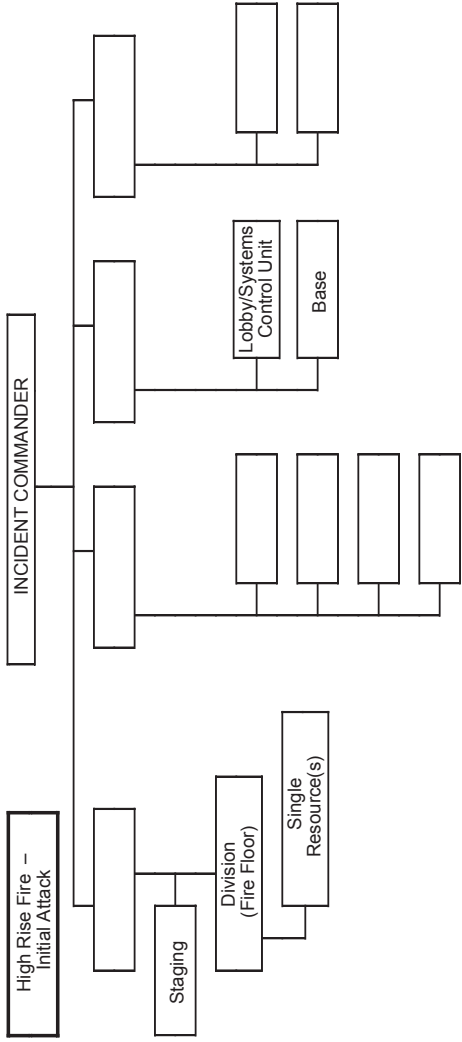 High Rise Fire –
Initial Attack
INCIDENT COMMANDER
Staging
Division
(Fire Floor)
Single
Resource(s)
Lobby/Systems
Control Unit
Base